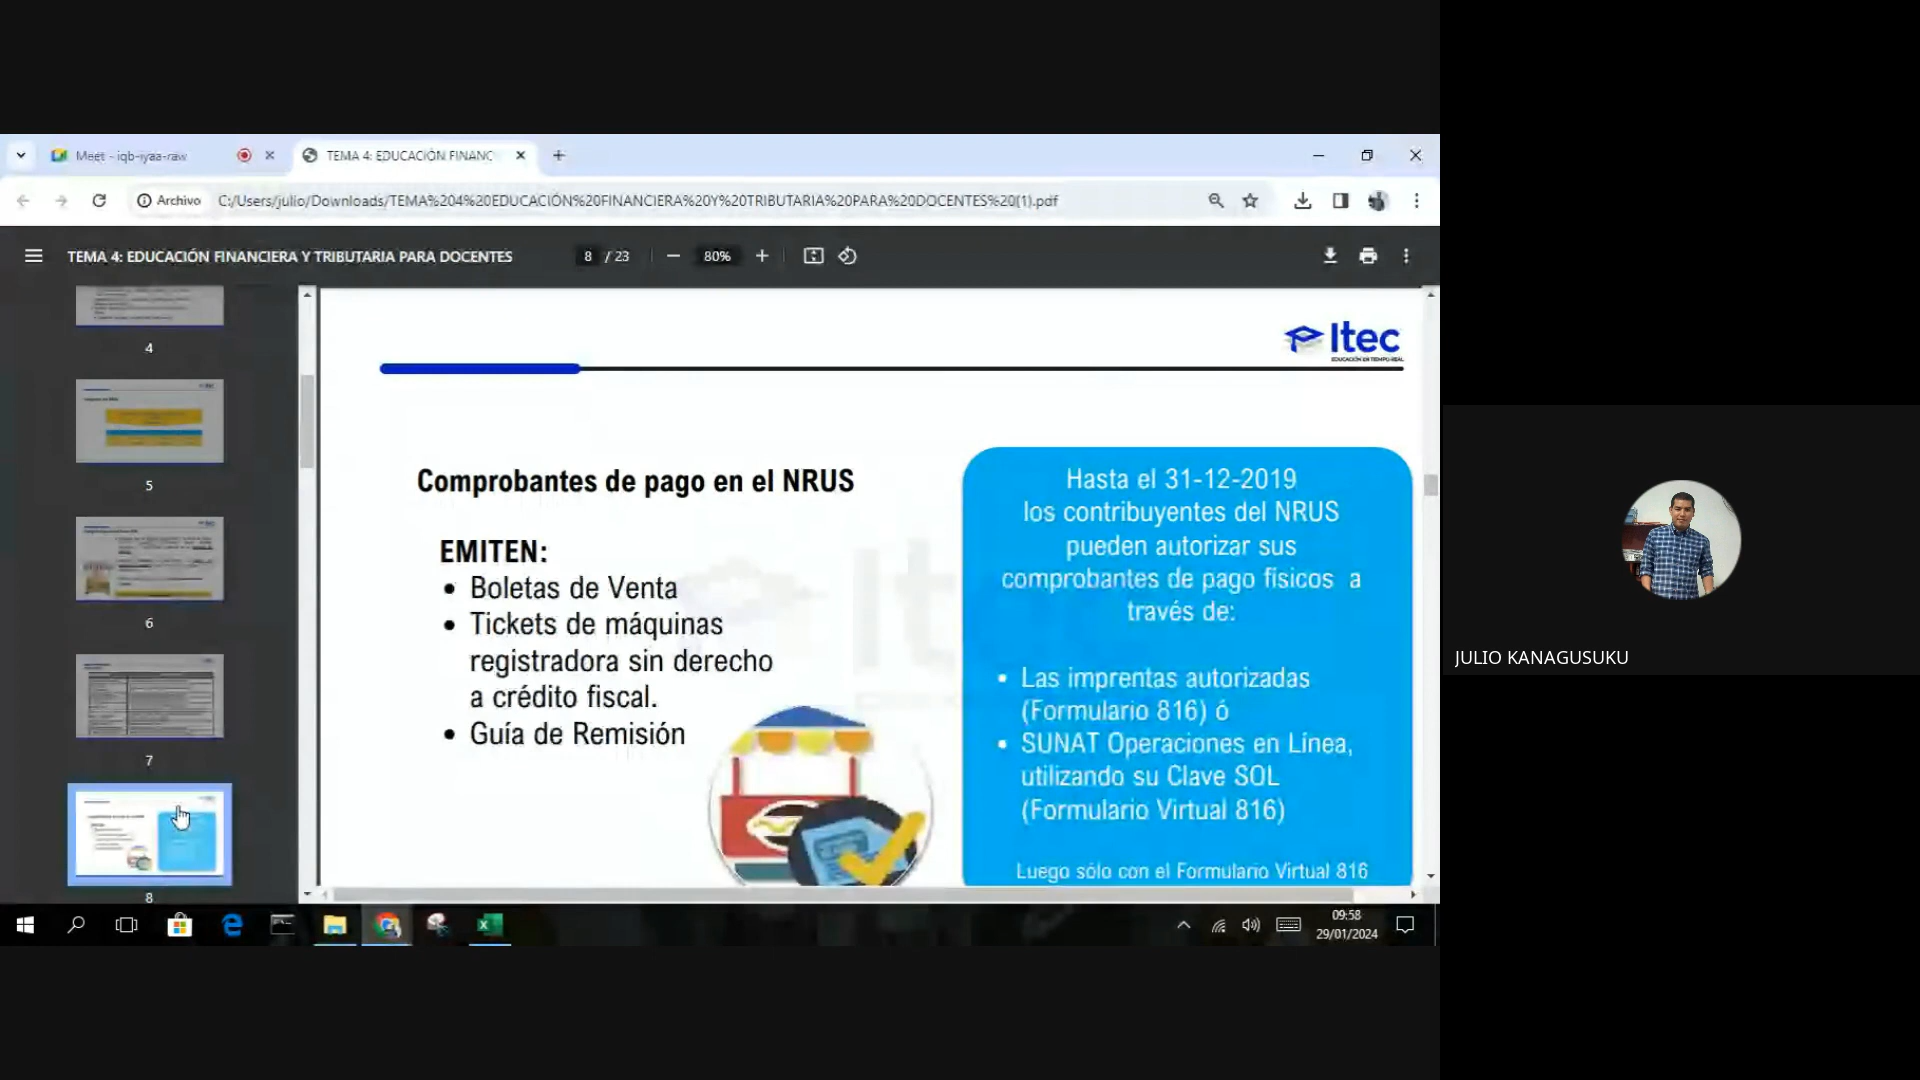 Meet - iqb-iyaa-raw
TEMA 4: EDUCACIÓN FINANC
Archivo
C:/Users/julio/Downloads/TEMA%204%20EDUCACIÓN%20FINANCIERA%20Y%20TRIBUTARIA%20PARA%20DOCENTES%20(1).pdf
TEMA 4: EDUCACIÓN FINANCIERA Y TRIBUTARIA PARA DOCENTES
8 / 23
80%
4
5
6
7
8
Itec
EDUCACIÓN EN TIEMPO REAL
Comprobantes de pago en el NRUS
EMITEN:
• Boletas de Venta
• Tickets de máquinas
registradora sin derecho
a crédito fiscal.
• Guía de Remisión
Hasta el 31-12-2019
los contribuyentes del NRUS
pueden autorizar sus
comprobantes de pago físicos a
través de:
• Las imprentas autorizadas
(Formulario 816) ó
• SUNAT Operaciones en Línea,
utilizando su Clave SOL
(Formulario Virtual 816)
Luego sólo con el Formulario Virtual 816
JULIO KANAGUSUKU
09:58
29/01/2024